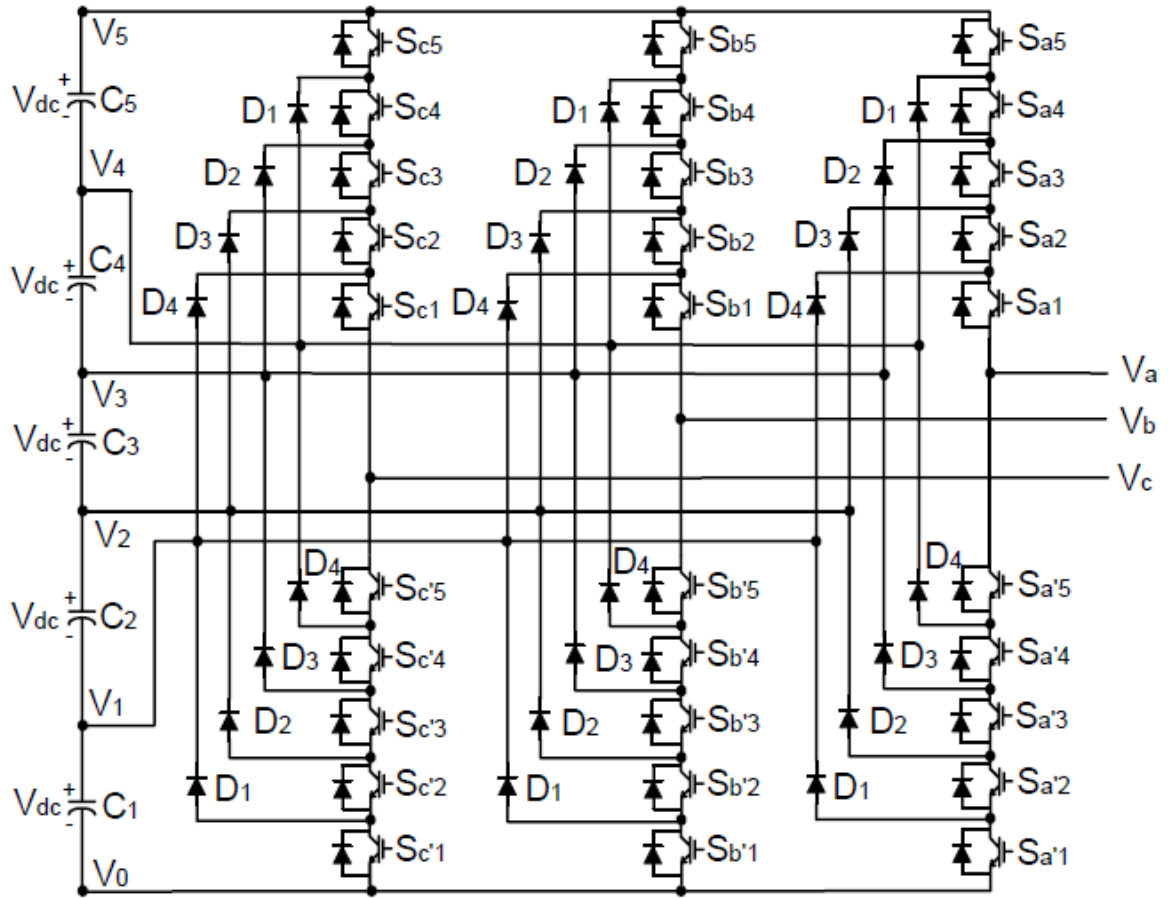 V5 Sc5 Sb5 Sa5
+ Vdc - C5 D1 Sc4 D1 Sb4 D1 Sa4
V4 D2 Sc3 D2 Sb3 D2 Sa3
D3 Sc2 D3 Sb2 D3 Sa2
+ Vdc - C4 D4 Sc1 D4 Sb1 D4 Sa1
V3 Va
+ Vdc - C3 Vb
Vc
V2
D4 Sc'5 D4 Sb'5 D4 Sa'5
+ Vdc - C2 D3 Sc'4 D3 Sb'4 D3 Sa'4
V1 D2 Sc'3 D2 Sb'3 D2 Sa'3
+ Vdc - C1 D1 Sc'2 D1 Sb'2 D1 Sa'2
V0 Sc'1 Sb'1 Sa'1